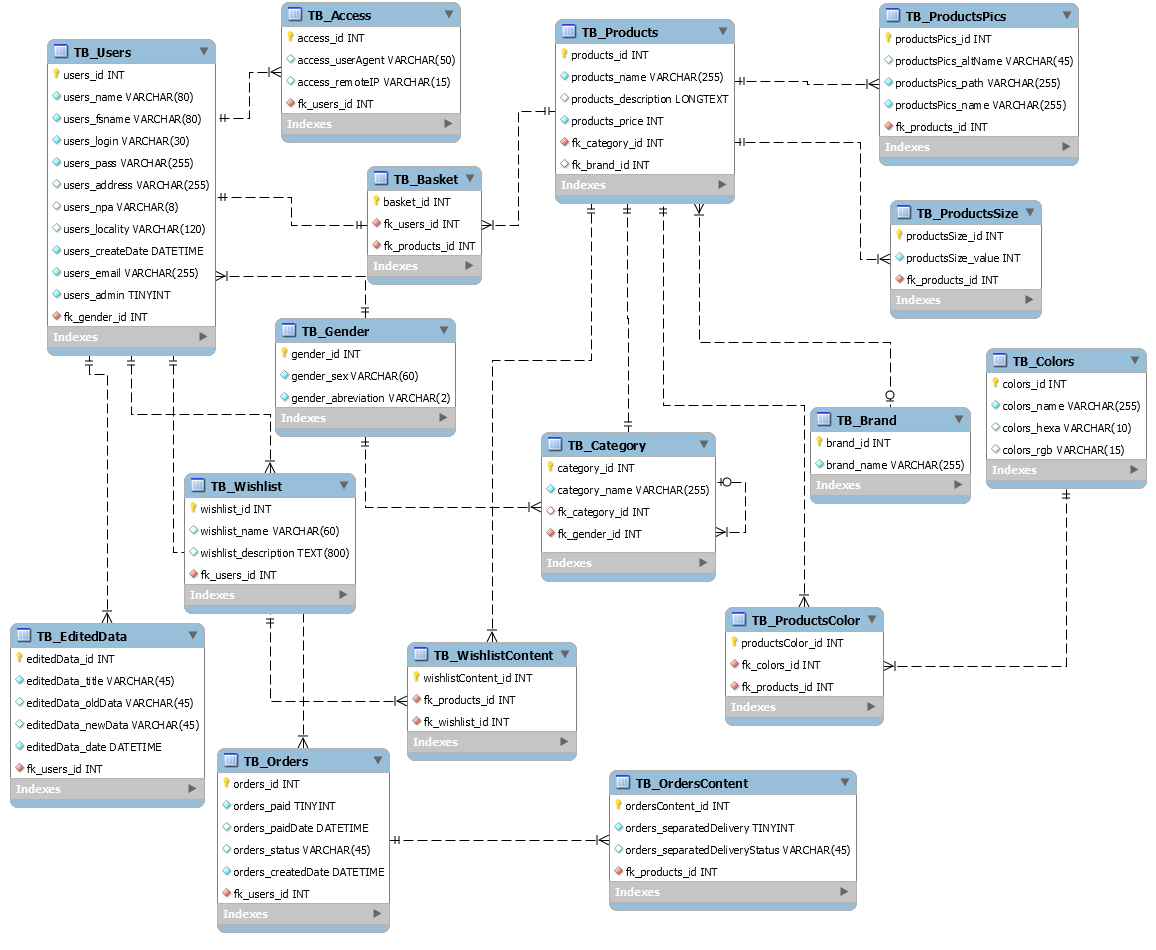 TB_Users
users_id INT
users_name VARCHAR(80)
users_fsname VARCHAR(80)
users_login VARCHAR(30)
users_pass VARCHAR(255)
users_address VARCHAR(255)
users_npa VARCHAR(8)
users_locality VARCHAR(120)
users_createDate DATETIME
users_email VARCHAR(255)
users_admin TINYINT
fk_gender_id INT
Indexes
TB_Access
access_id INT
access_userAgent VARCHAR(50)
access_remoteIP VARCHAR(15)
fk_users_id INT
Indexes
TB_Products
products_id INT
products_name VARCHAR(255)
products_description LONGTEXT
products_price INT
fk_category_id INT
fk_brand_id INT
Indexes
TB_ProductsPics
productsPics_id INT
productsPics_altName VARCHAR(45)
productsPics_path VARCHAR(255)
productsPics_name VARCHAR(255)
fk_products_id INT
Indexes
TB_Basket
basket_id INT
fk_users_id INT
fk_products_id INT
Indexes
TB_ProductsSize
productsSize_id INT
productsSize_value INT
fk_products_id INT
Indexes
TB_Gender
gender_id INT
gender_sex VARCHAR(60)
gender_abreviation VARCHAR(2)
Indexes
TB_Colors
colors_id INT
colors_name VARCHAR(255)
colors_hexa VARCHAR(10)
colors_rgb VARCHAR(15)
Indexes
TB_Brand
brand_id INT
brand_name VARCHAR(255)
Indexes
TB_Category
category_id INT
category_name VARCHAR(255)
fk_category_id INT
fk_gender_id INT
Indexes
TB_Wishlist
wishlist_id INT
wishlist_name VARCHAR(60)
wishlist_description TEXT(800)
fk_users_id INT
Indexes
TB_ProductsColor
productsColor_id INT
fk_colors_id INT
fk_products_id INT
Indexes
TB_EditedData
editedData_id INT
editedData_title VARCHAR(45)
editedData_oldData VARCHAR(45)
editedData_newData VARCHAR(45)
editedData_date DATETIME
fk_users_id INT
Indexes
TB_WishlistContent
wishlistContent_id INT
fk_products_id INT
fk_wishlist_id INT
Indexes
TB_Orders
orders_id INT
orders_paid TINYINT
orders_paidDate DATETIME
orders_status VARCHAR(45)
orders_createdDate DATETIME
fk_users_id INT
Indexes
TB_OrdersContent
ordersContent_id INT
orders_separatedDelivery TINYINT
orders_separatedDeliveryStatus VARCHAR(45)
fk_products_id INT
Indexes